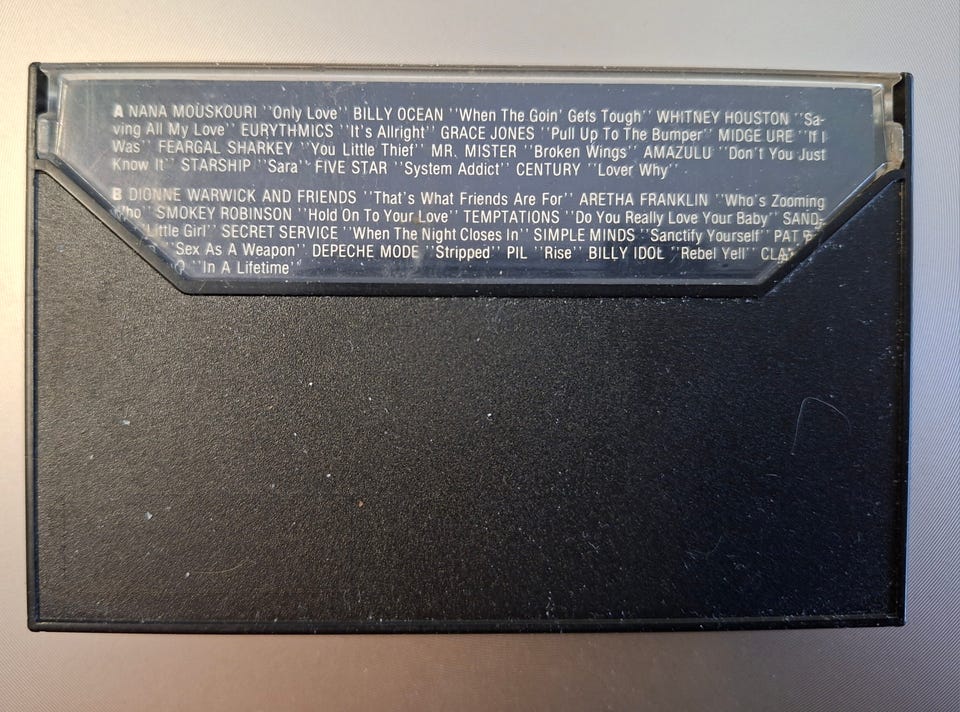 A NANA MOUSKOURI "Only Love" BILLY OCEAN "When The Goin' Gets Tough" WHITNEY HOUSTON "Sa-
ving All My Love" EURYTHMICS "It's Allright" GRACE JONES "Pull Up To The Bumper" MIDGE URE "If I
Was" FEARGAL SHARKEY "You Little Thief" MR. MISTER "Broken Wings" AMAZULU "Don't You Just
Know It" STARSHIP "Sara" FIVE STAR "System Addict" CENTURY "Lover Why"
B DIONNE WARWICK AND FRIENDS "That's What Friends Are For" ARETHA FRANKLIN "Who's Zooming
Who" SMOKEY ROBINSON "Hold On To Your Love" TEMPTATIONS "Do You Really Love Your Baby" SAND-
Little Girl" SECRET SERVICE "When The Night Closes In" SIMPLE MINDS "Sanctify Yourself" PAT
"Sex As A Weapon" DEPECHE MODE "Stripped" PIL "Rise" BILLY IDOL "Rebel Yell"
"In A Lifetime"